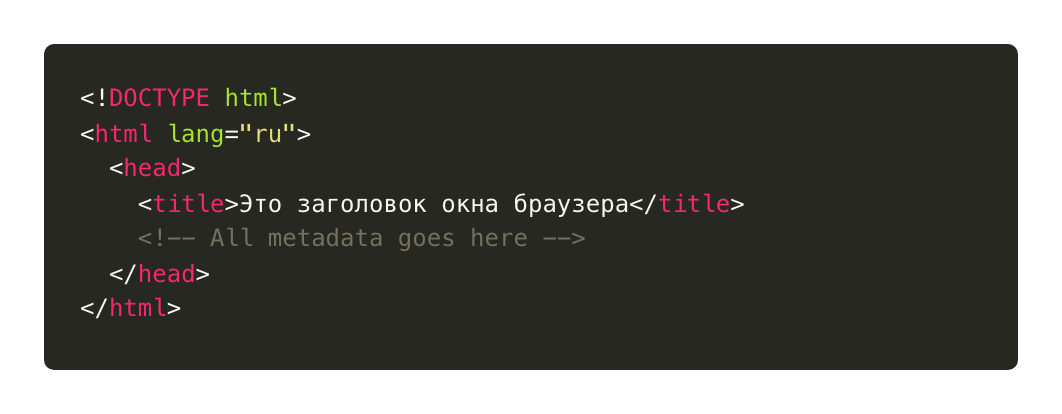 <!DOCTYPE html>
<html lang="ru">
  <head>
    <title>Это заголовок окна браузера</title>
    <!-- All metadata goes here -->
  </head>
</html>